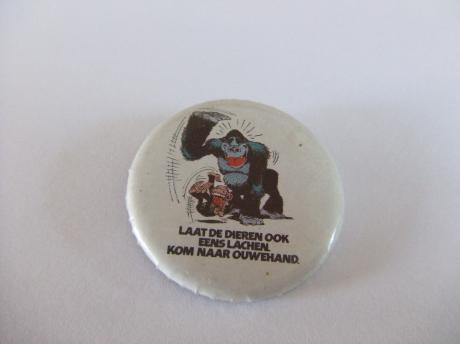 LAAT DE DIEREN OOK
EENS LACHEN.
KOM NAAR OUWEHAND.